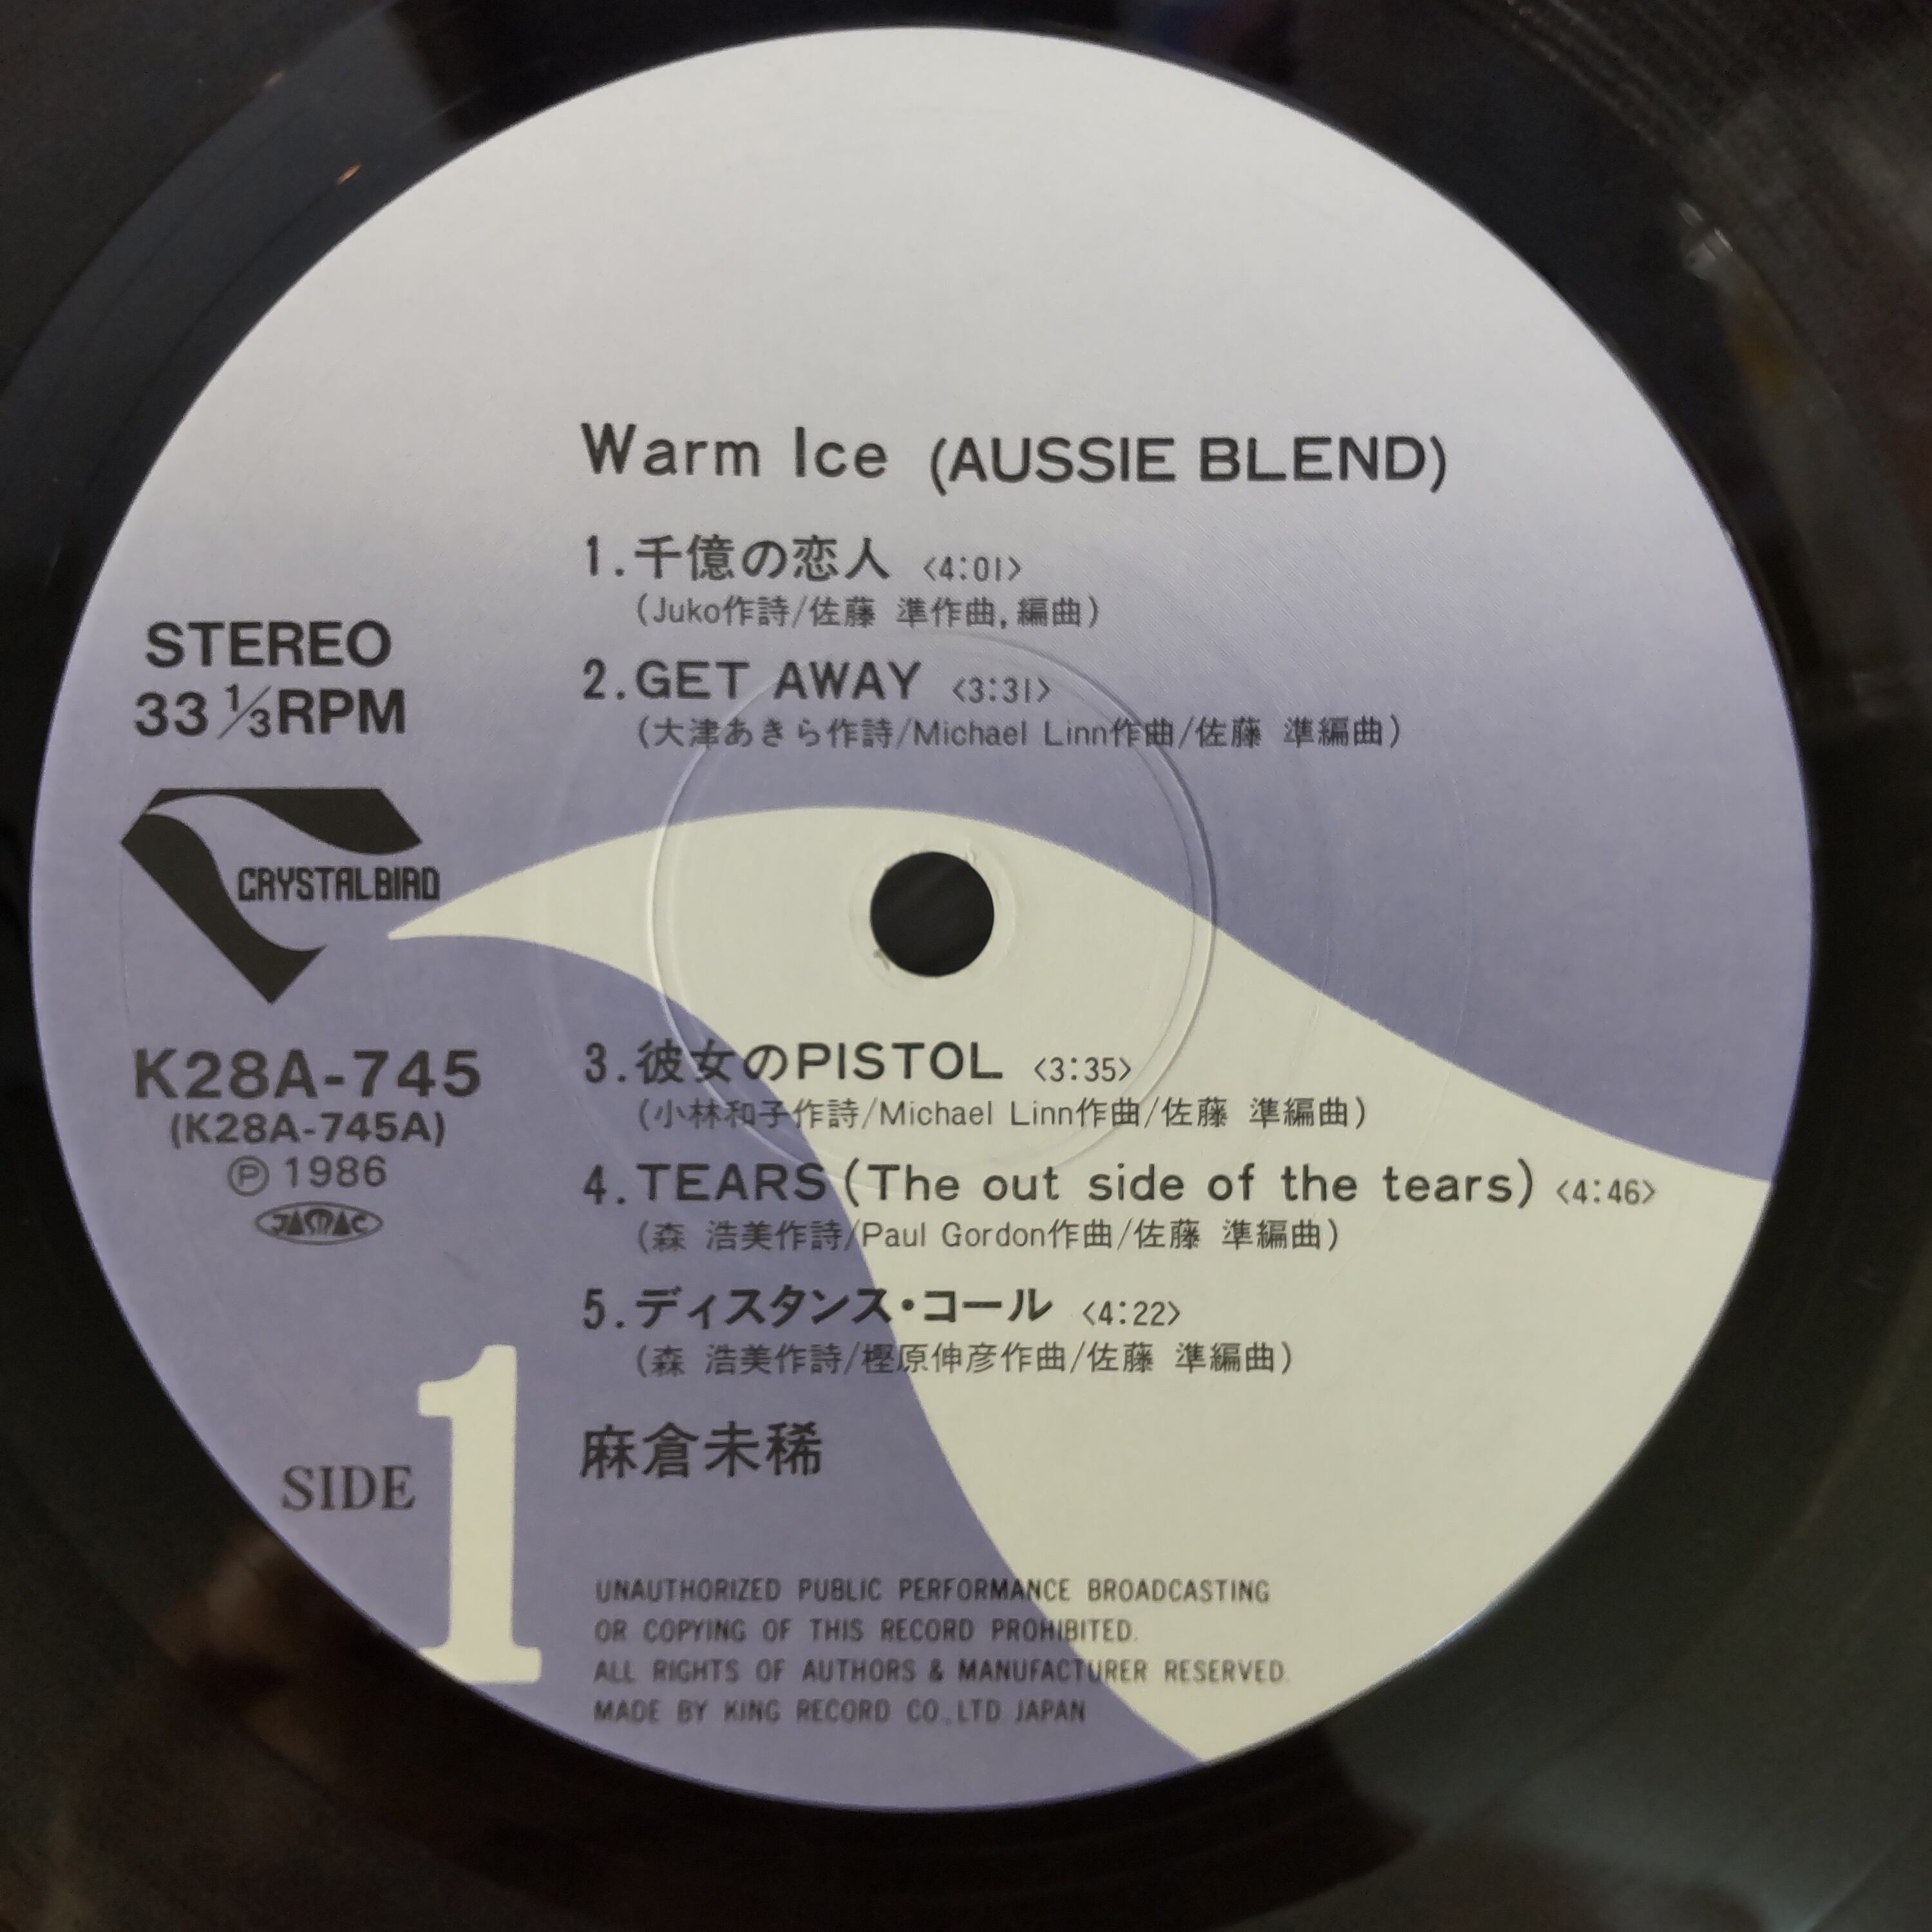 Warm Ice (AUSSIE BLEND)
1.千億の恋人 <4:01>
(Juko作詩/佐藤 準作曲,編曲)
2.GET AWAY <3:31>
(大津あきら作詩/Michael Linn作曲/佐藤 準編曲)
STEREO
33 1/3 RPM
CRYSTALBIRD
K28A-745
(K28A-745A)
Ⓟ 1986
JASMAC
3.彼女のPISTOL <3:35>
(小林和子作詩/Michael Linn作曲/佐藤 準編曲)
4.TEARS(The out side of the tears) <4:46>
(森 浩美作詩/Paul Gordon作曲/佐藤 準編曲)
5.ディスタンス・コール <4:22>
(森 浩美作詩/樫原伸彦作曲/佐藤 準編曲)
麻倉未稀
SIDE 1
UNAUTHORIZED PUBLIC PERFORMANCE BROADCASTING
OR COPYING OF THIS RECORD PROHIBITED.
ALL RIGHTS OF AUTHORS & MANUFACTURER RESERVED.
MADE BY KING RECORD CO.,LTD JAPAN